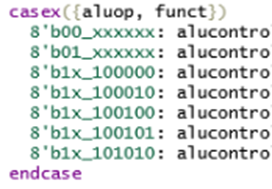 casex({aluop, funct})
8'b00_xxxxxx: alucontro
8'b01_xxxxxx: alucontro
8'b1x_100000: alucontro
8'b1x_100010: alucontro
8'b1x_100100: alucontro
8'b1x_100101: alucontro
8'b1x_101010: alucontro
endcase